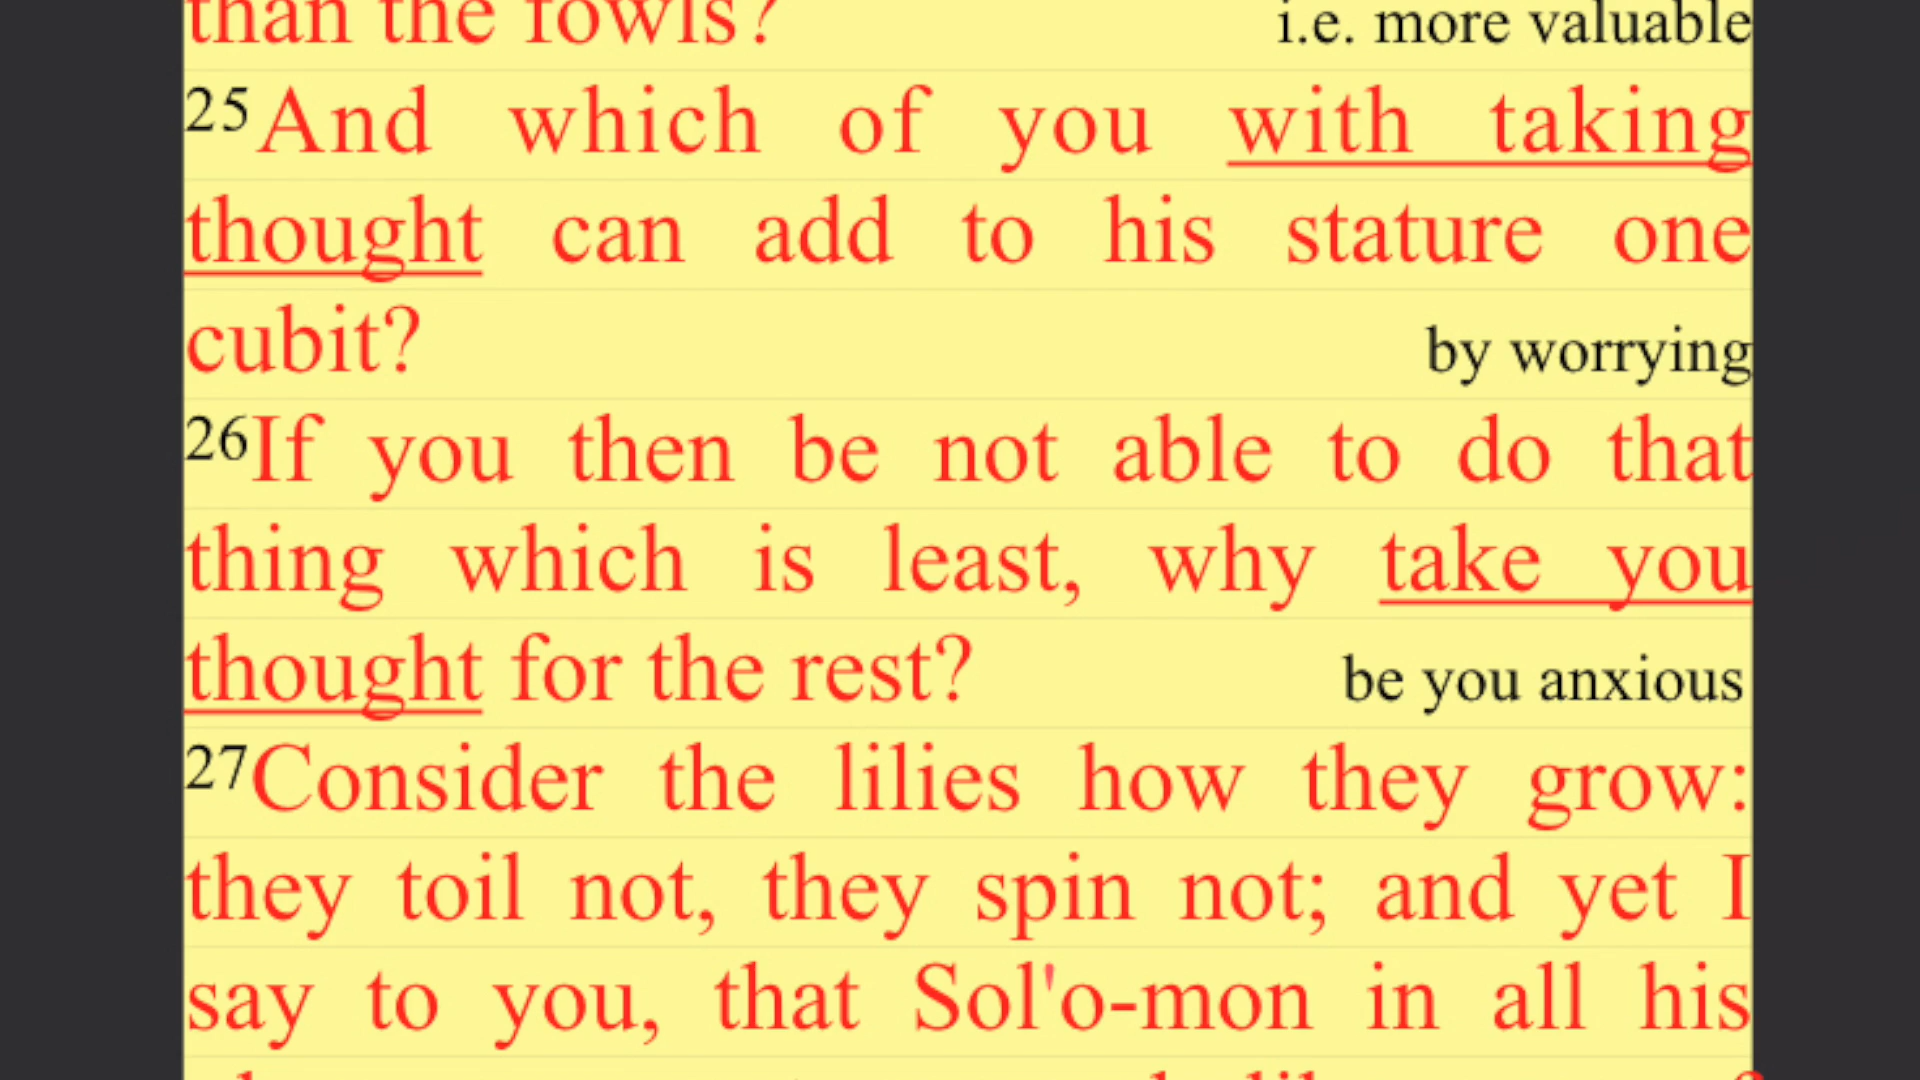 than the fowls? i.e. more valuable
25And which of you with taking
thought can add to his stature one
cubit? by worrying
26If you then be not able to do that
thing which is least, why take you
thought for the rest? be you anxious
27Consider the lilies how they grow:
they toil not, they spin not; and yet I
say to you, that Sol'o-mon in all his